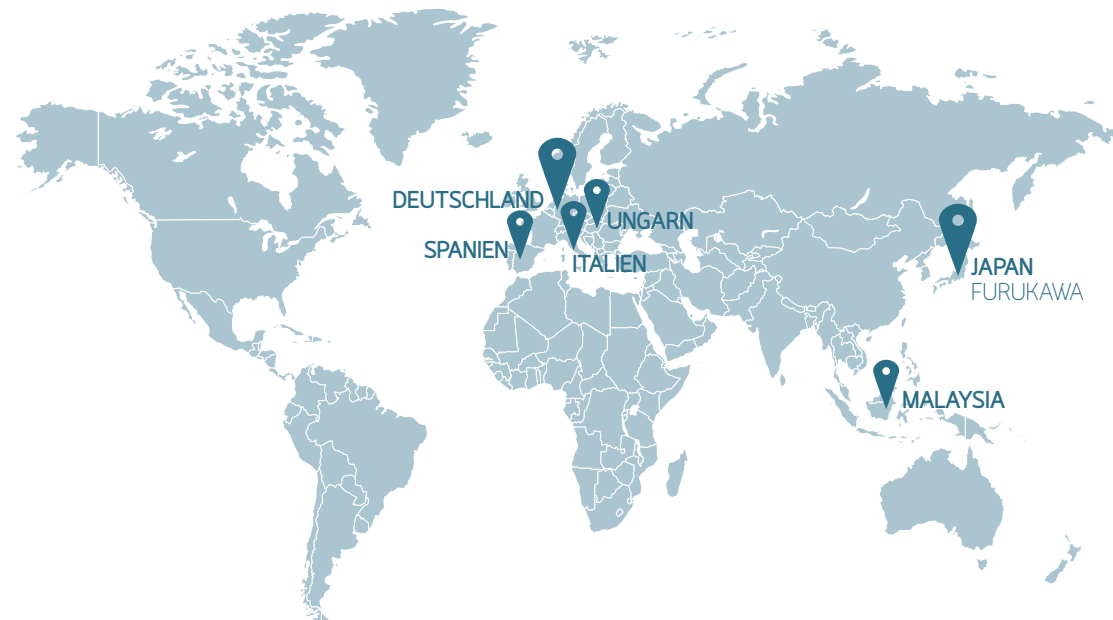 DEUTSCHLAND
UNGARN
SPANIEN
ITALIEN
JAPAN
FURUKAWA
MALAYSIA